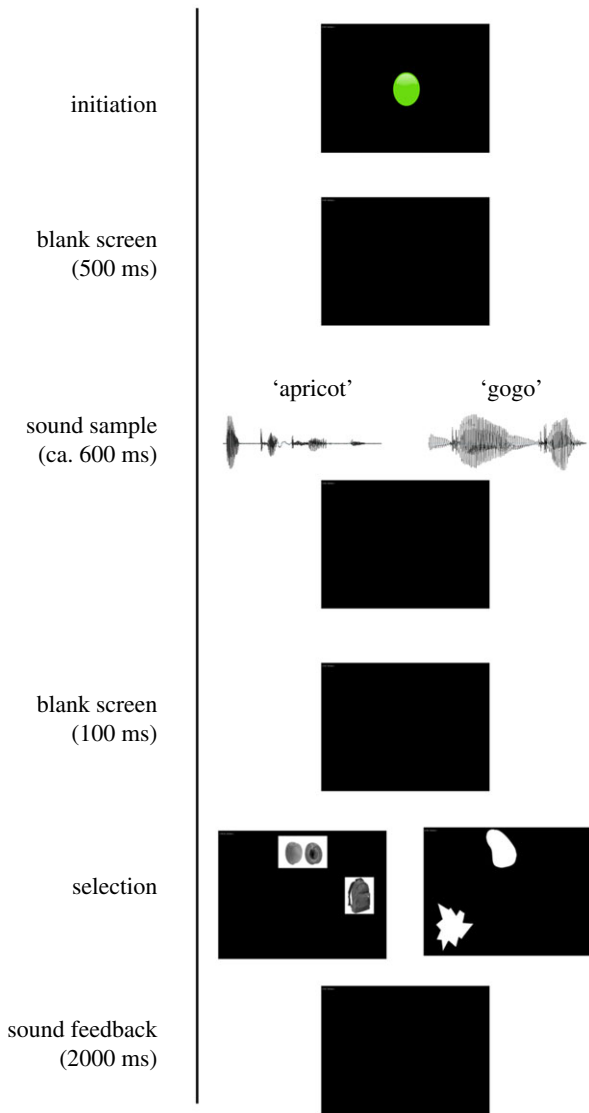 initiation
blank screen
(500 ms)
‘apricot’ ‘gogo’
sound sample
(ca. 600 ms)
blank screen
(100 ms)
selection
sound feedback
(2000 ms)